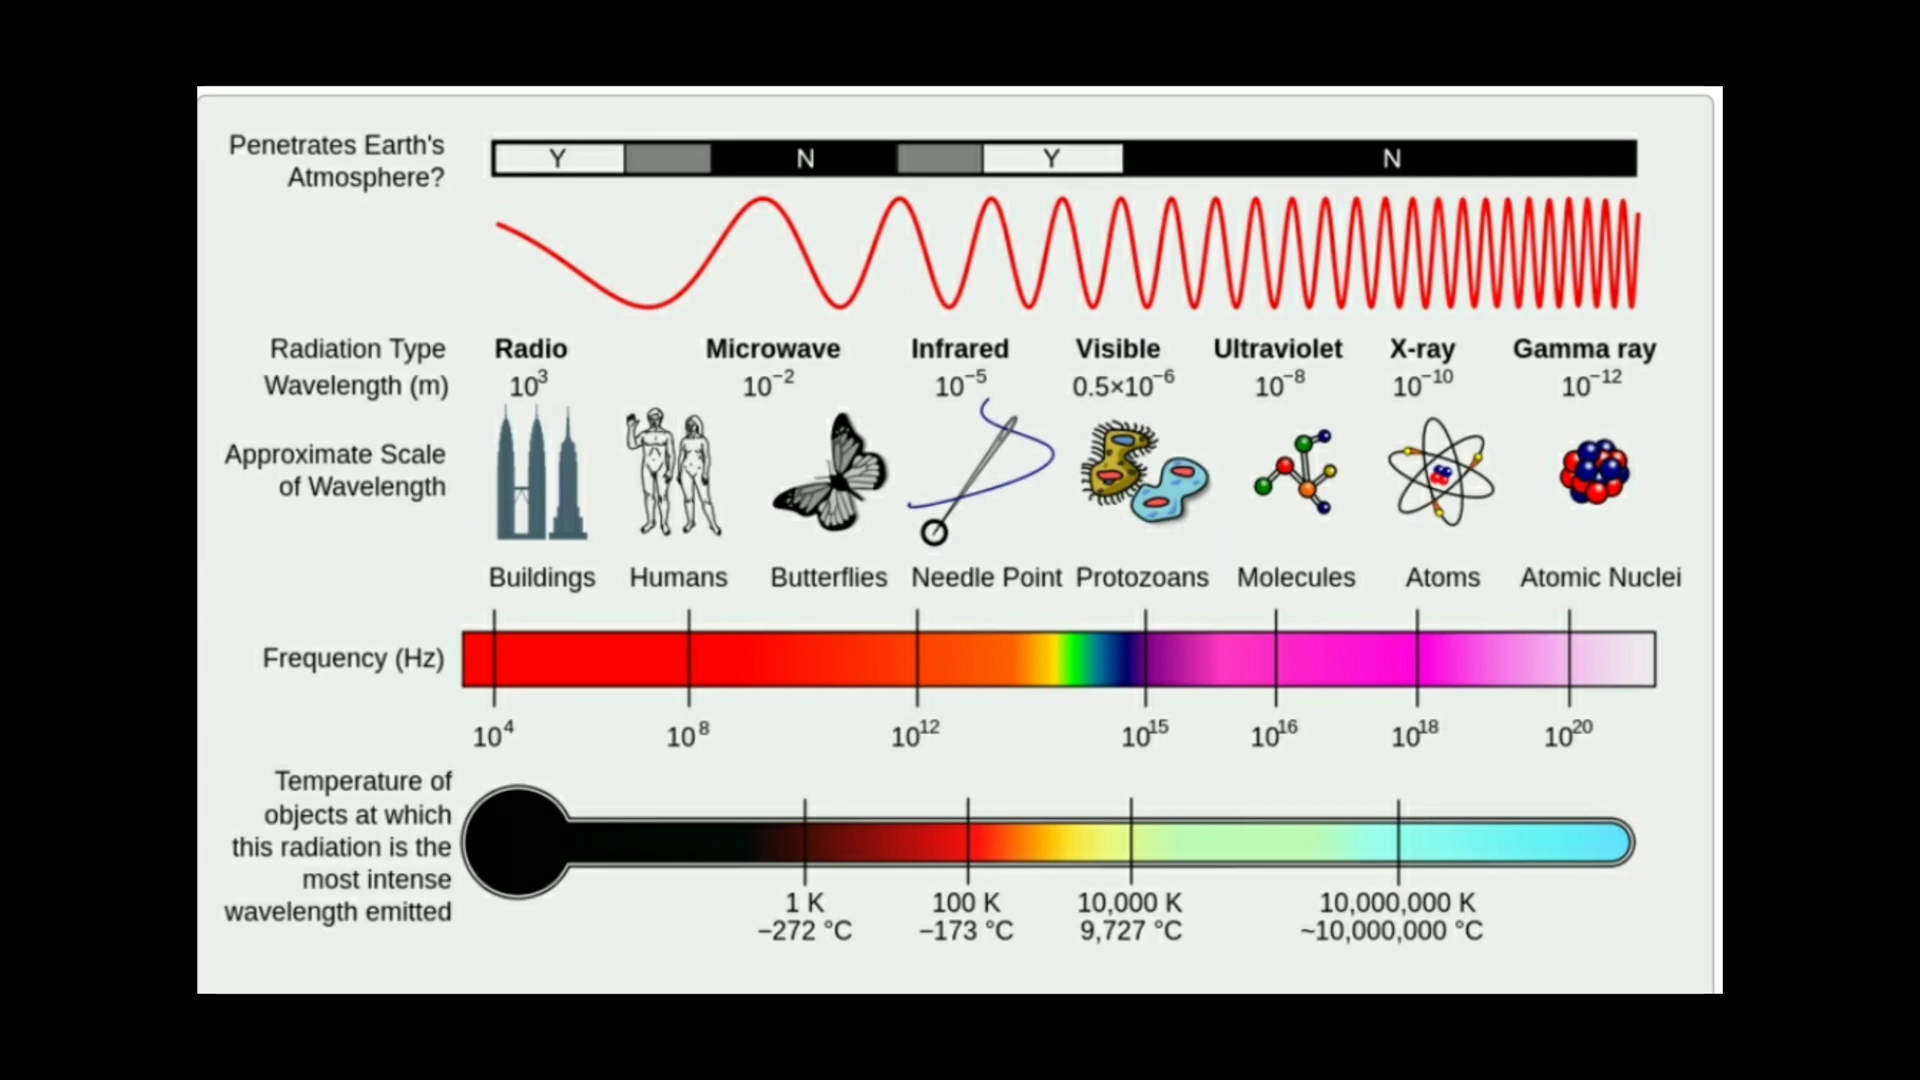 Penetrates Earth's
Atmosphere?
Y N Y N
Radiation Type Radio Microwave Infrared Visible Ultraviolet X-ray Gamma ray
Wavelength (m) 10³ 10⁻² 10⁻⁵ 0.5×10⁻⁶ 10⁻⁸ 10⁻¹⁰ 10⁻¹²
Approximate Scale
of Wavelength
Buildings Humans Butterflies Needle Point Protozoans Molecules Atoms Atomic Nuclei
Frequency (Hz)
10⁴ 10⁸ 10¹² 10¹⁵ 10¹⁶ 10¹⁸ 10²⁰
Temperature of
objects at which
this radiation is the
most intense
wavelength emitted
1 K 100 K 10,000 K 10,000,000 K
−272 °C −173 °C 9,727 °C ~10,000,000 °C